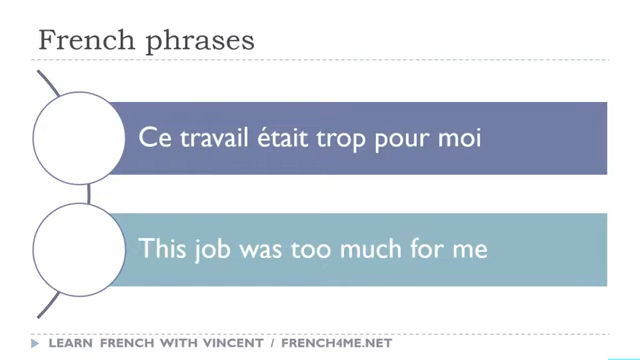 French phrases
Ce travail était trop pour moi
This job was too much for me
LEARN FRENCH WITH VINCENT / FRENCH4ME.NET